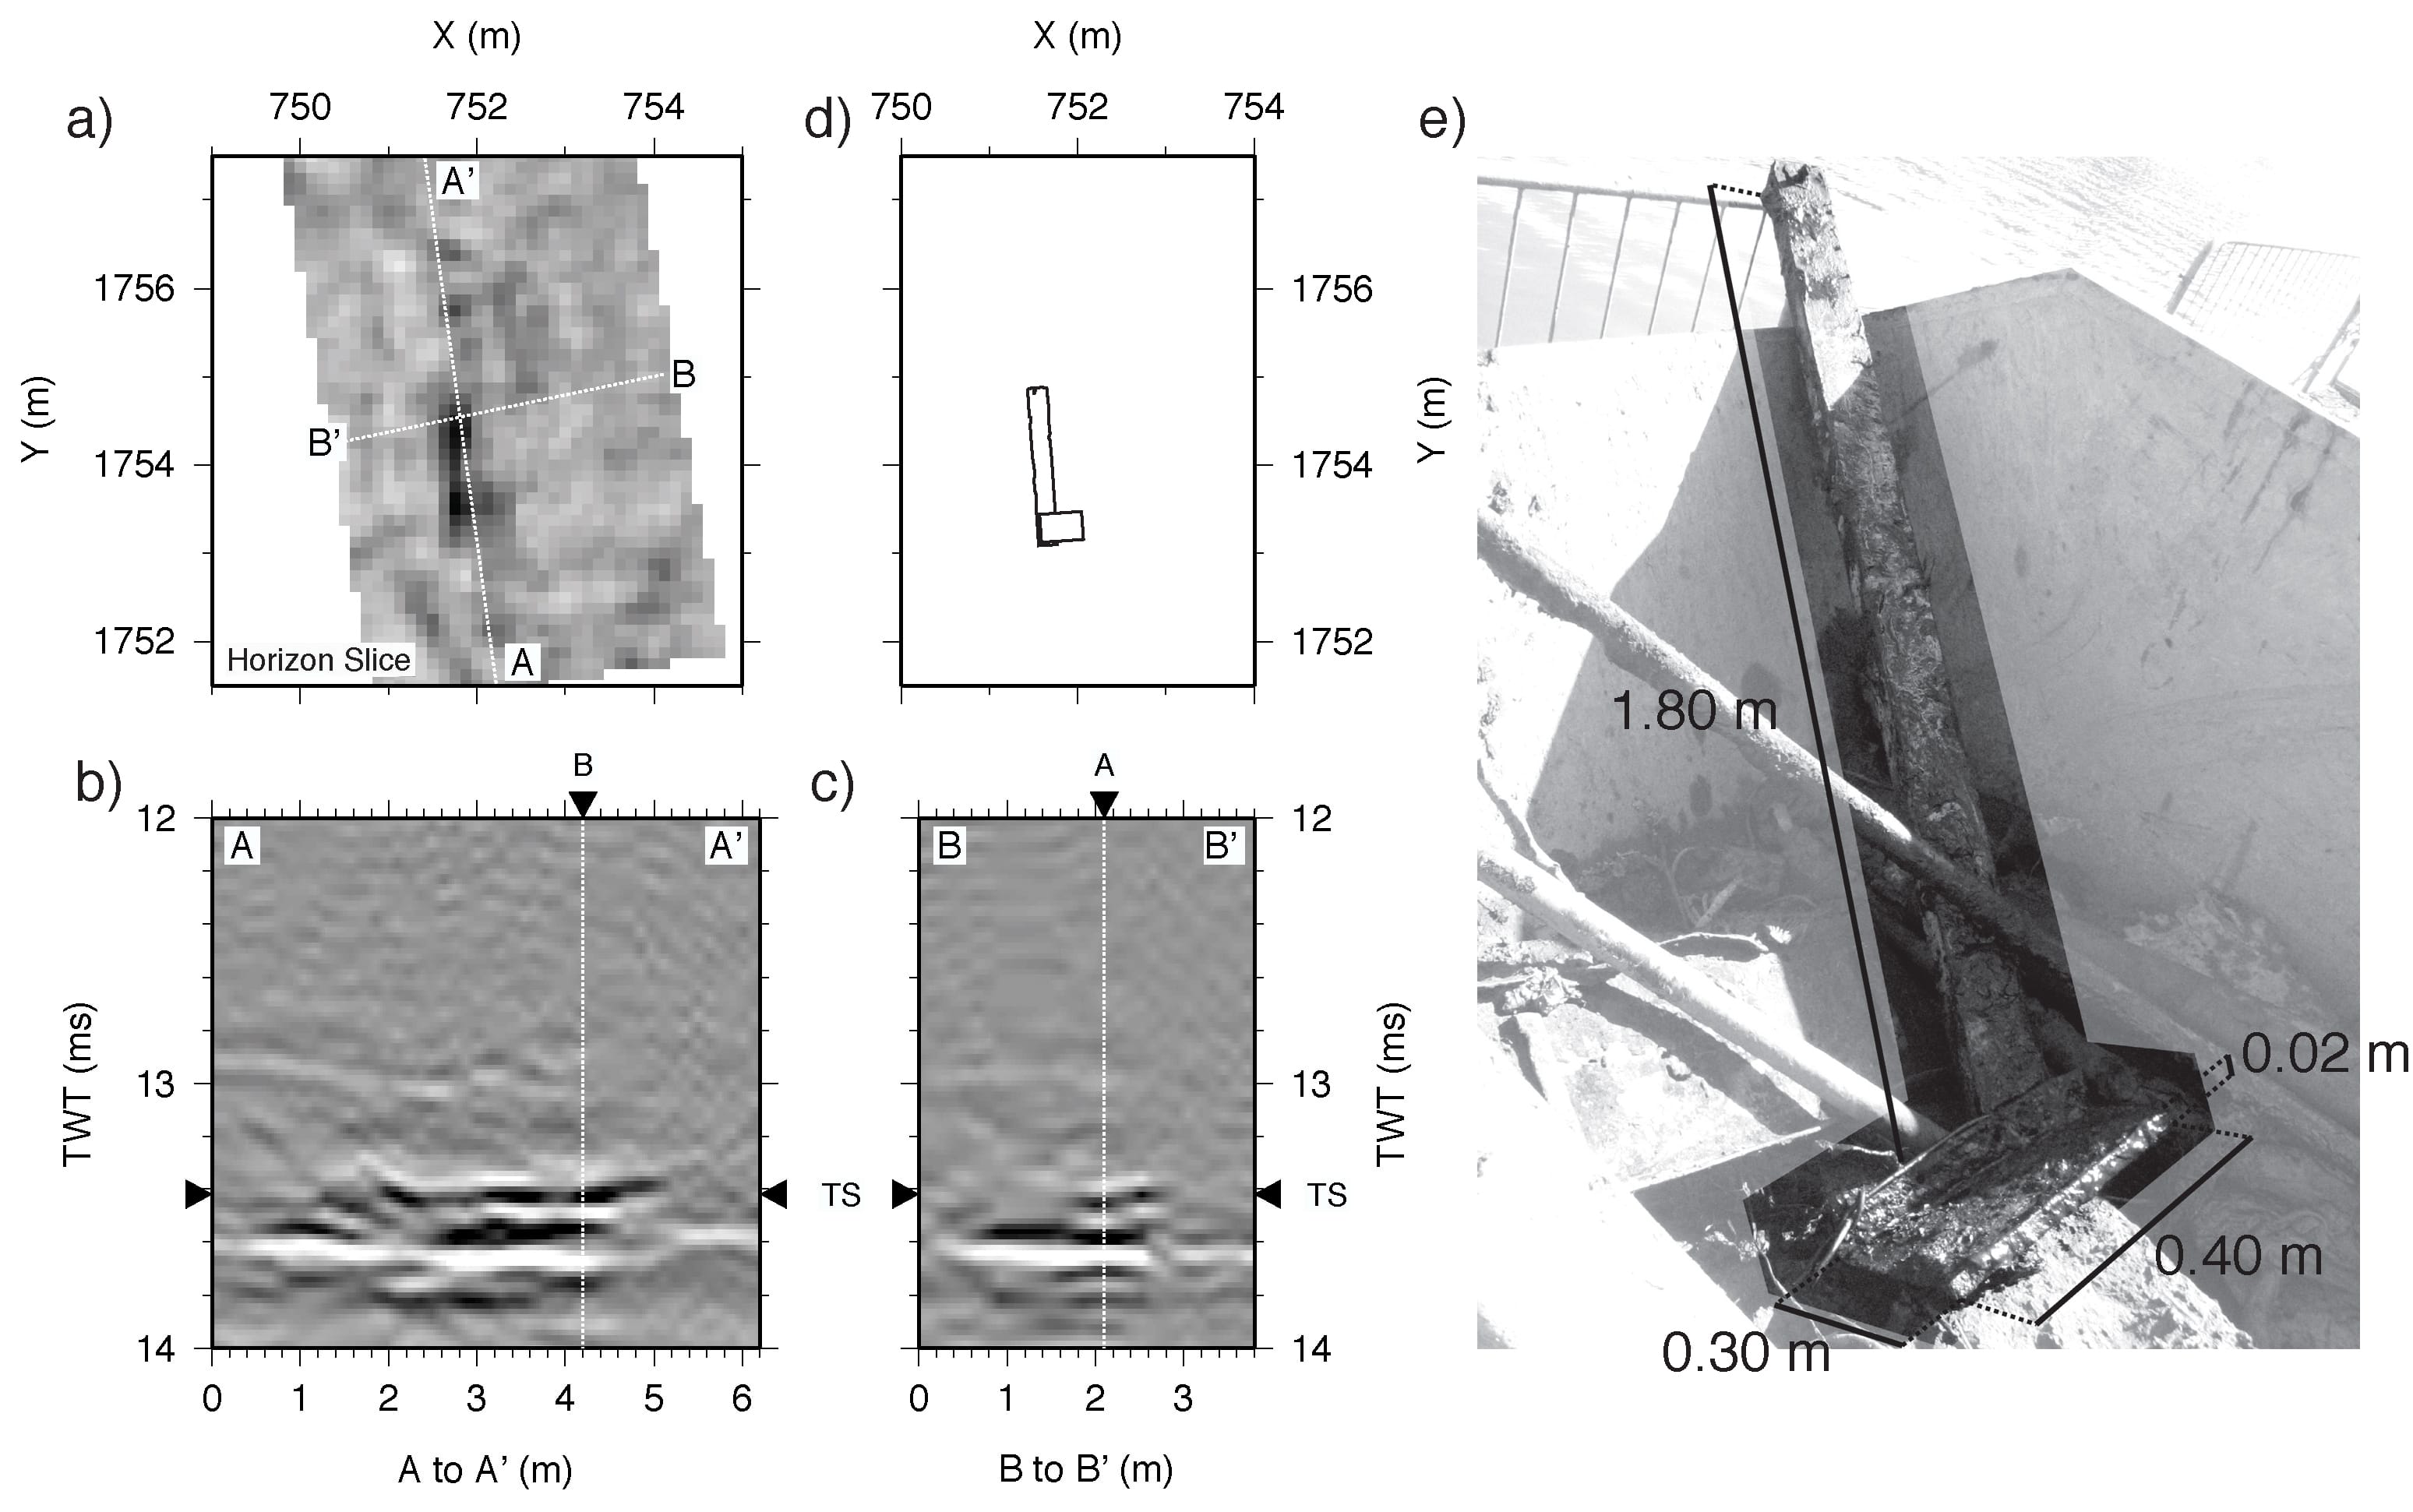 X (m)
X (m)
a)
750
752
754
d)
750
752
754
e)
A’
1756
1756
B
Y (m)
Y (m)
B’
1754
1754
1.80 m
1752
1752
Horizon Slice
A
b)
B
c)
A
12
12
A
A’
B
B’
TWT (ms)
13
13
TWT (ms)
0.02 m
TS
TS
0.40 m
14
14
0.30 m
0
1
2
3
4
5
6
0
1
2
3
A to A’ (m)
B to B’ (m)